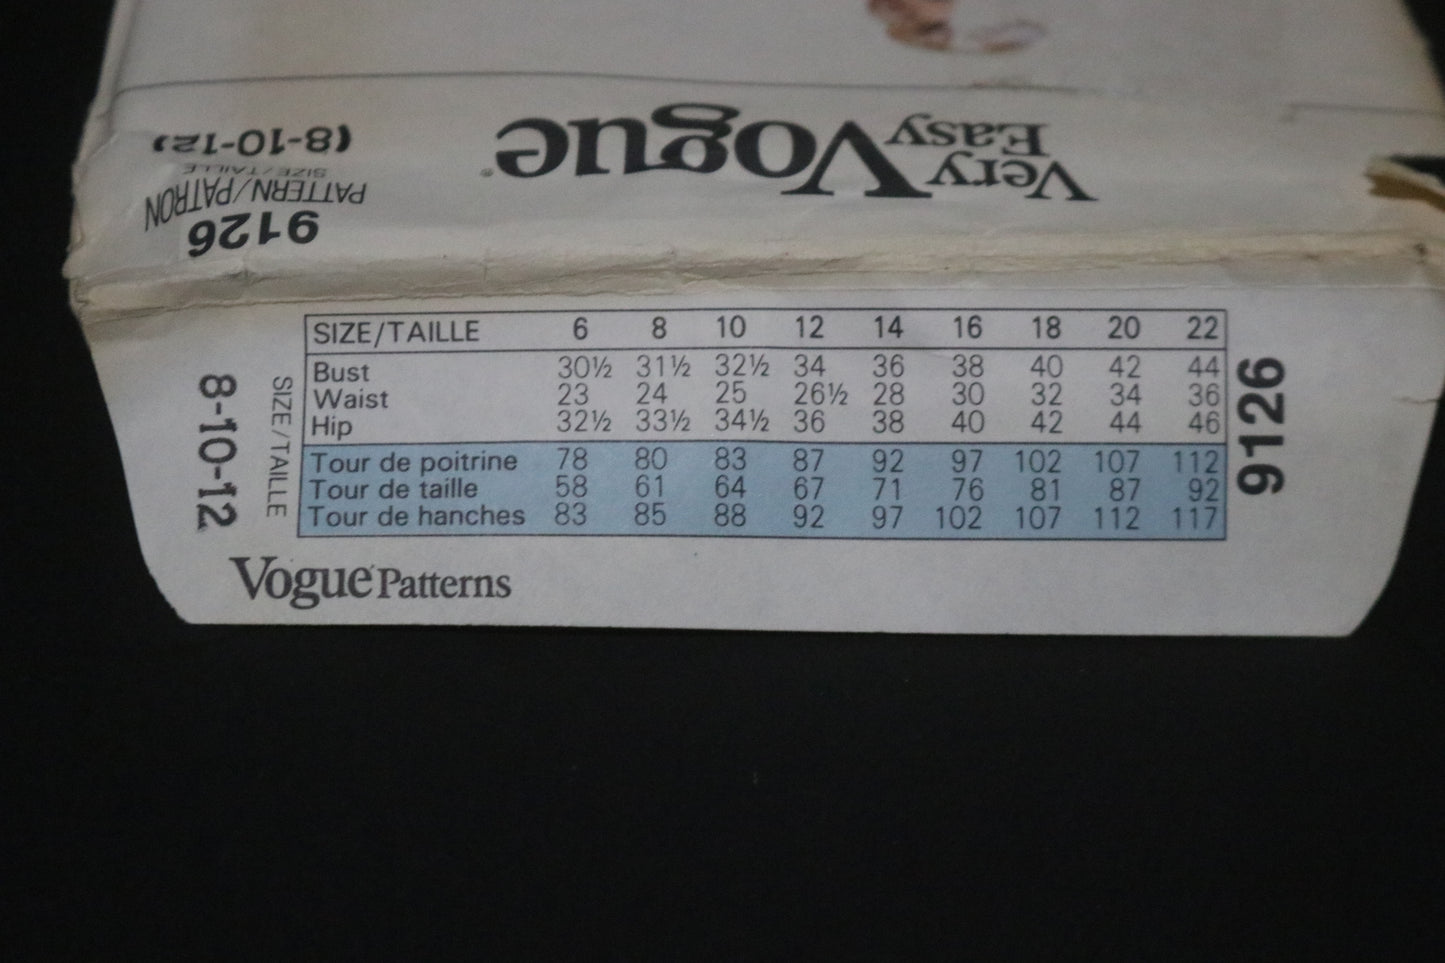 Very
Easy
Vogue®
9126
PATTERN/PATRON
SIZE/TAILLE
(8-10-12)
SIZE/TAILLE 6 8 10 12 14 16 18 20 22
Bust 30½ 31½ 32½ 34 36 38 40 42 44
Waist 23 24 25 26½ 28 30 32 34 36
Hip 32½ 33½ 34½ 36 38 40 42 44 46
Tour de poitrine 78 80 83 87 92 97 102 107 112
Tour de taille 58 61 64 67 71 76 81 87 92
Tour de hanches 83 85 88 92 97 102 107 112 117
SIZE/TAILLE
8-10-12
9126
Vogue Patterns